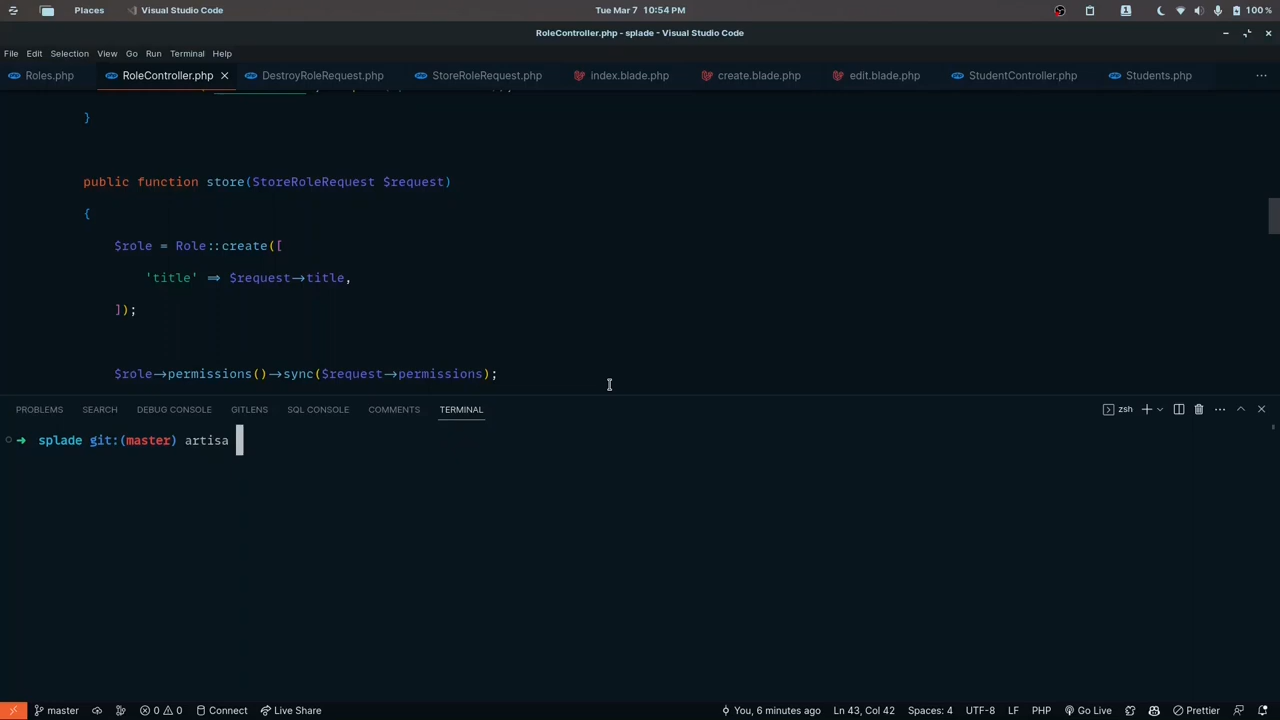 Places Visual Studio Code Tue Mar 7 10:54 PM 100 %
RoleController.php - splade - Visual Studio Code
File Edit Selection View Go Run Terminal Help
Roles.php RoleController.php DestroyRoleRequest.php StoreRoleRequest.php index.blade.php create.blade.php edit.blade.php StudentController.php Students.php
}
public function store(StoreRoleRequest $request)
{
$role = Role::create([
'title' => $request->title,
]);
$role->permissions()->sync($request->permissions);
PROBLEMS SEARCH DEBUG CONSOLE GITLENS SQL CONSOLE COMMENTS TERMINAL zsh
splade git:(master) artisa
master 0 0 Connect Live Share You, 6 minutes ago Ln 43, Col 42 Spaces: 4 UTF-8 LF PHP Go Live Prettier